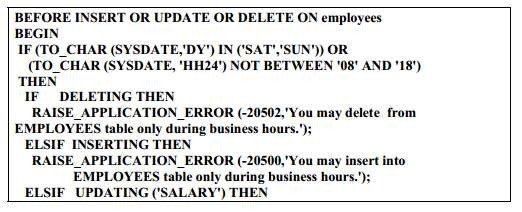 BEFORE INSERT OR UPDATE OR DELETE ON employees
BEGIN
IF (TO_CHAR (SYSDATE,'DY') IN ('SAT','SUN')) OR
(TO_CHAR (SYSDATE, 'HH24') NOT BETWEEN '08' AND '18')
THEN
IF DELETING THEN
RAISE_APPLICATION_ERROR (-20502,'You may delete from
EMPLOYEES table only during business hours.');
ELSIF INSERTING THEN
RAISE_APPLICATION_ERROR (-20500,'You may insert into
EMPLOYEES table only during business hours.');
ELSIF UPDATING ('SALARY') THEN